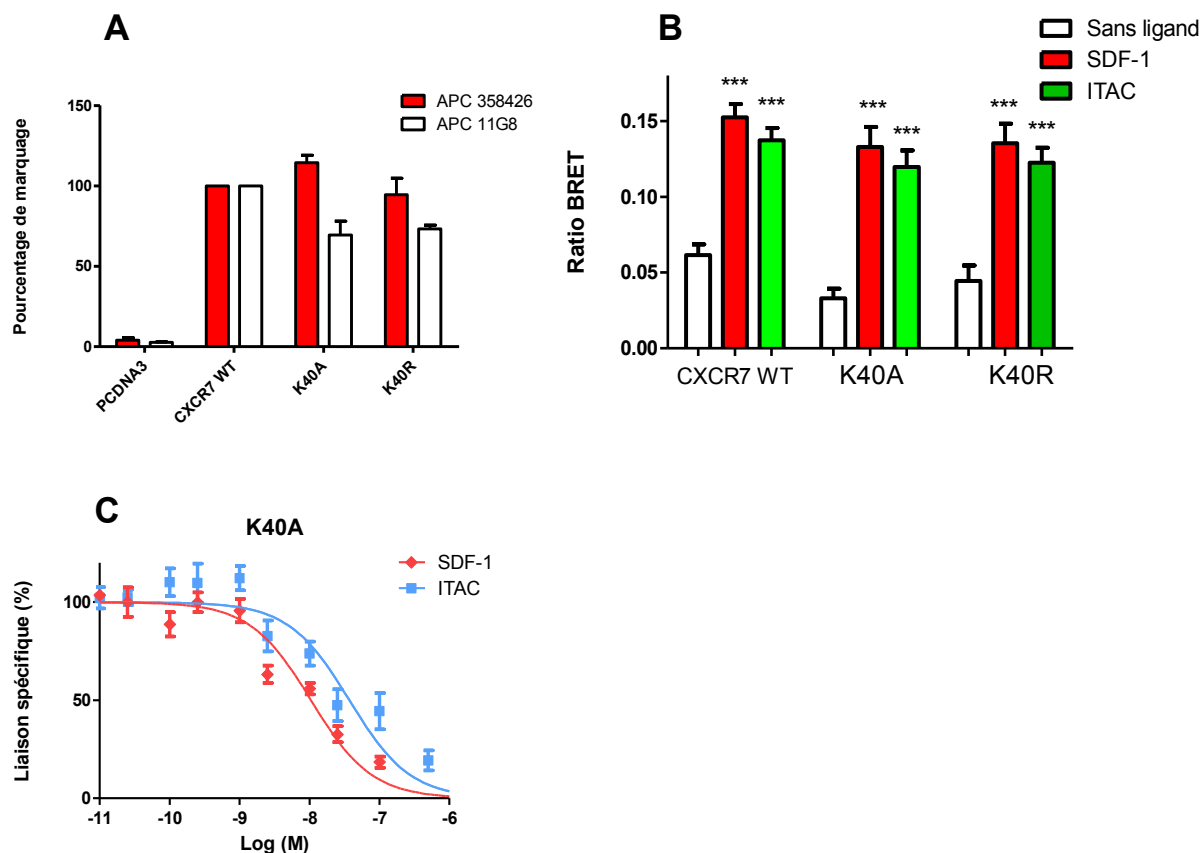 A
Pourcentage de marquage
150
100
50
0
APC 358426
APC 11G8
PCDNA3
CXCR7 WT
K40A
K40R
B
Sans ligand
SDF-1
ITAC
Ratio BRET
0.15
0.10
0.05
0.00
*** ***
*** ***
*** ***
CXCR7 WT
K40A
K40R
C
K40A
SDF-1
ITAC
Liaison spécifique (%)
100
50
0
-11 -10 -9 -8 -7 -6
Log (M)